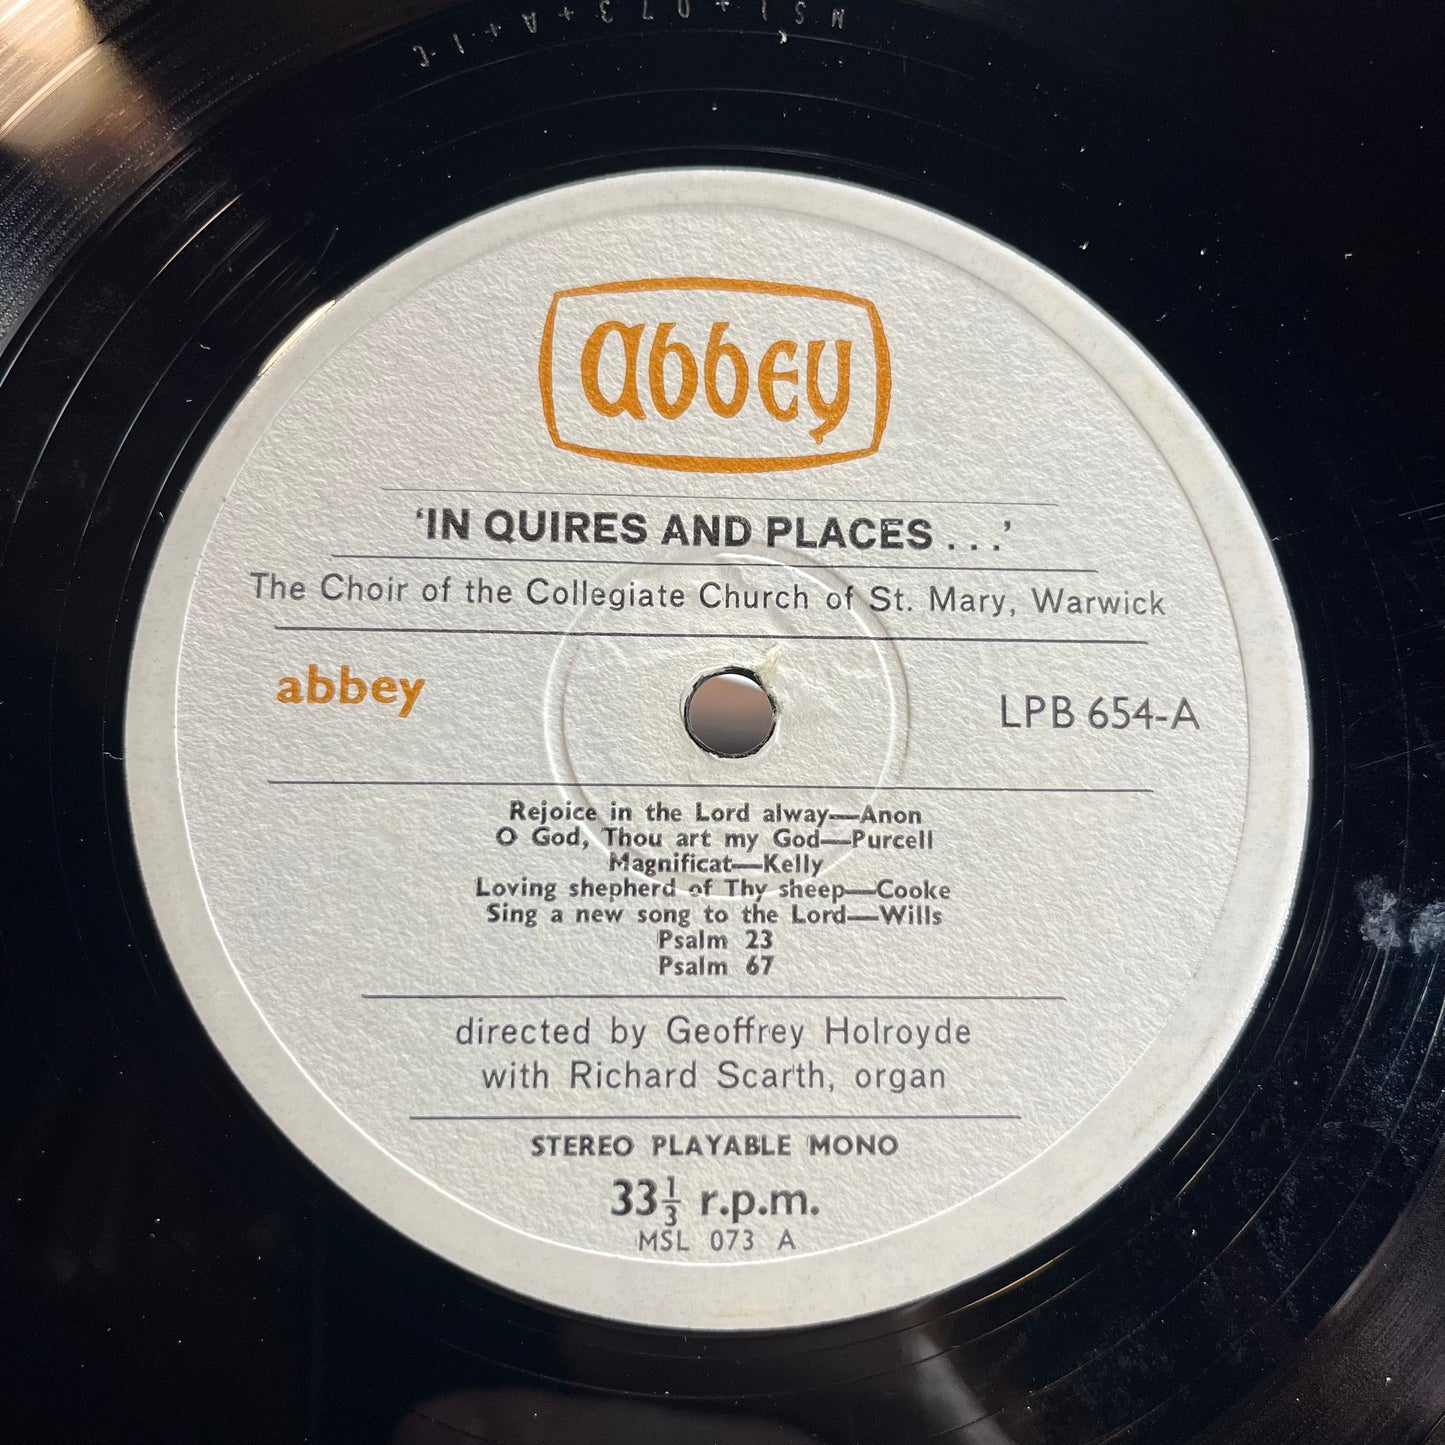 MSL+073+A+1-C
abbey
‘IN QUIRES AND PLACES . . .’
The Choir of the Collegiate Church of St. Mary, Warwick
abbey
LPB 654-A
Rejoice in the Lord alway—Anon
O God, Thou art my God—Purcell
Magnificat—Kelly
Loving shepherd of Thy sheep—Cooke
Sing a new song to the Lord—Wills
Psalm 23
Psalm 67
directed by Geoffrey Holroyde
with Richard Scarth, organ
STEREO PLAYABLE MONO
33⅓ r.p.m.
MSL 073 A